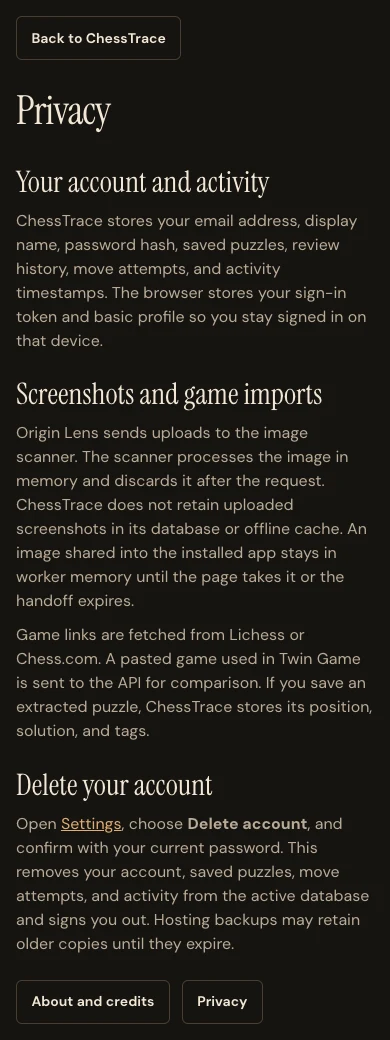 Back to ChessTrace
Privacy
Your account and activity
ChessTrace stores your email address, display
name, password hash, saved puzzles, review
history, move attempts, and activity
timestamps. The browser stores your sign-in
token and basic profile so you stay signed in on
that device.
Screenshots and game imports
Origin Lens sends uploads to the image
scanner. The scanner processes the image in
memory and discards it after the request.
ChessTrace does not retain uploaded
screenshots in its database or offline cache. An
image shared into the installed app stays in
worker memory until the page takes it or the
handoff expires.
Game links are fetched from Lichess or
Chess.com. A pasted game used in Twin Game
is sent to the API for comparison. If you save an
extracted puzzle, ChessTrace stores its position,
solution, and tags.
Delete your account
Open Settings, choose Delete account, and
confirm with your current password. This
removes your account, saved puzzles, move
attempts, and activity from the active database
and signs you out. Hosting backups may retain
older copies until they expire.
About and credits
Privacy